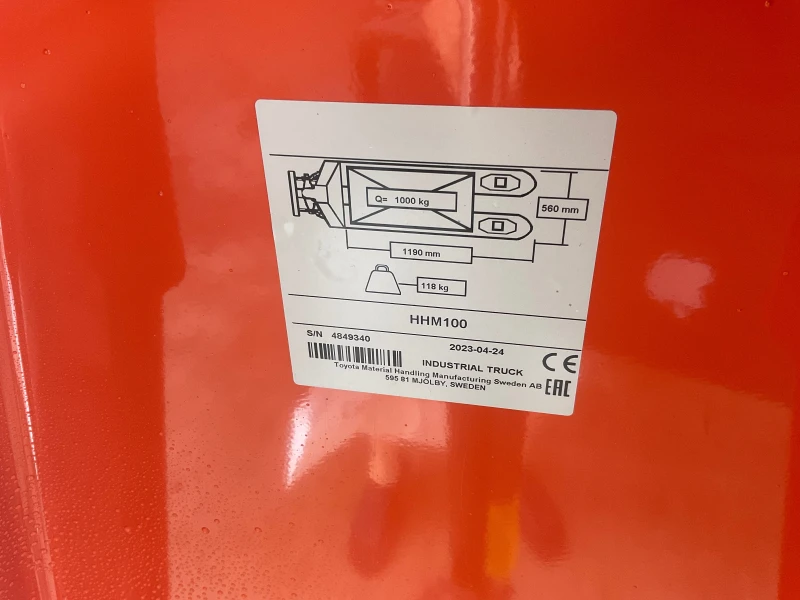 Q= 1000 kg
560 mm
1190 mm
118 kg
HHM100
S/N 4849340
2023-04-24
INDUSTRIAL TRUCK
CE
Toyota Material Handling Manufacturing Sweden AB
595 81 MJÖLBY, SWEDEN
EAC